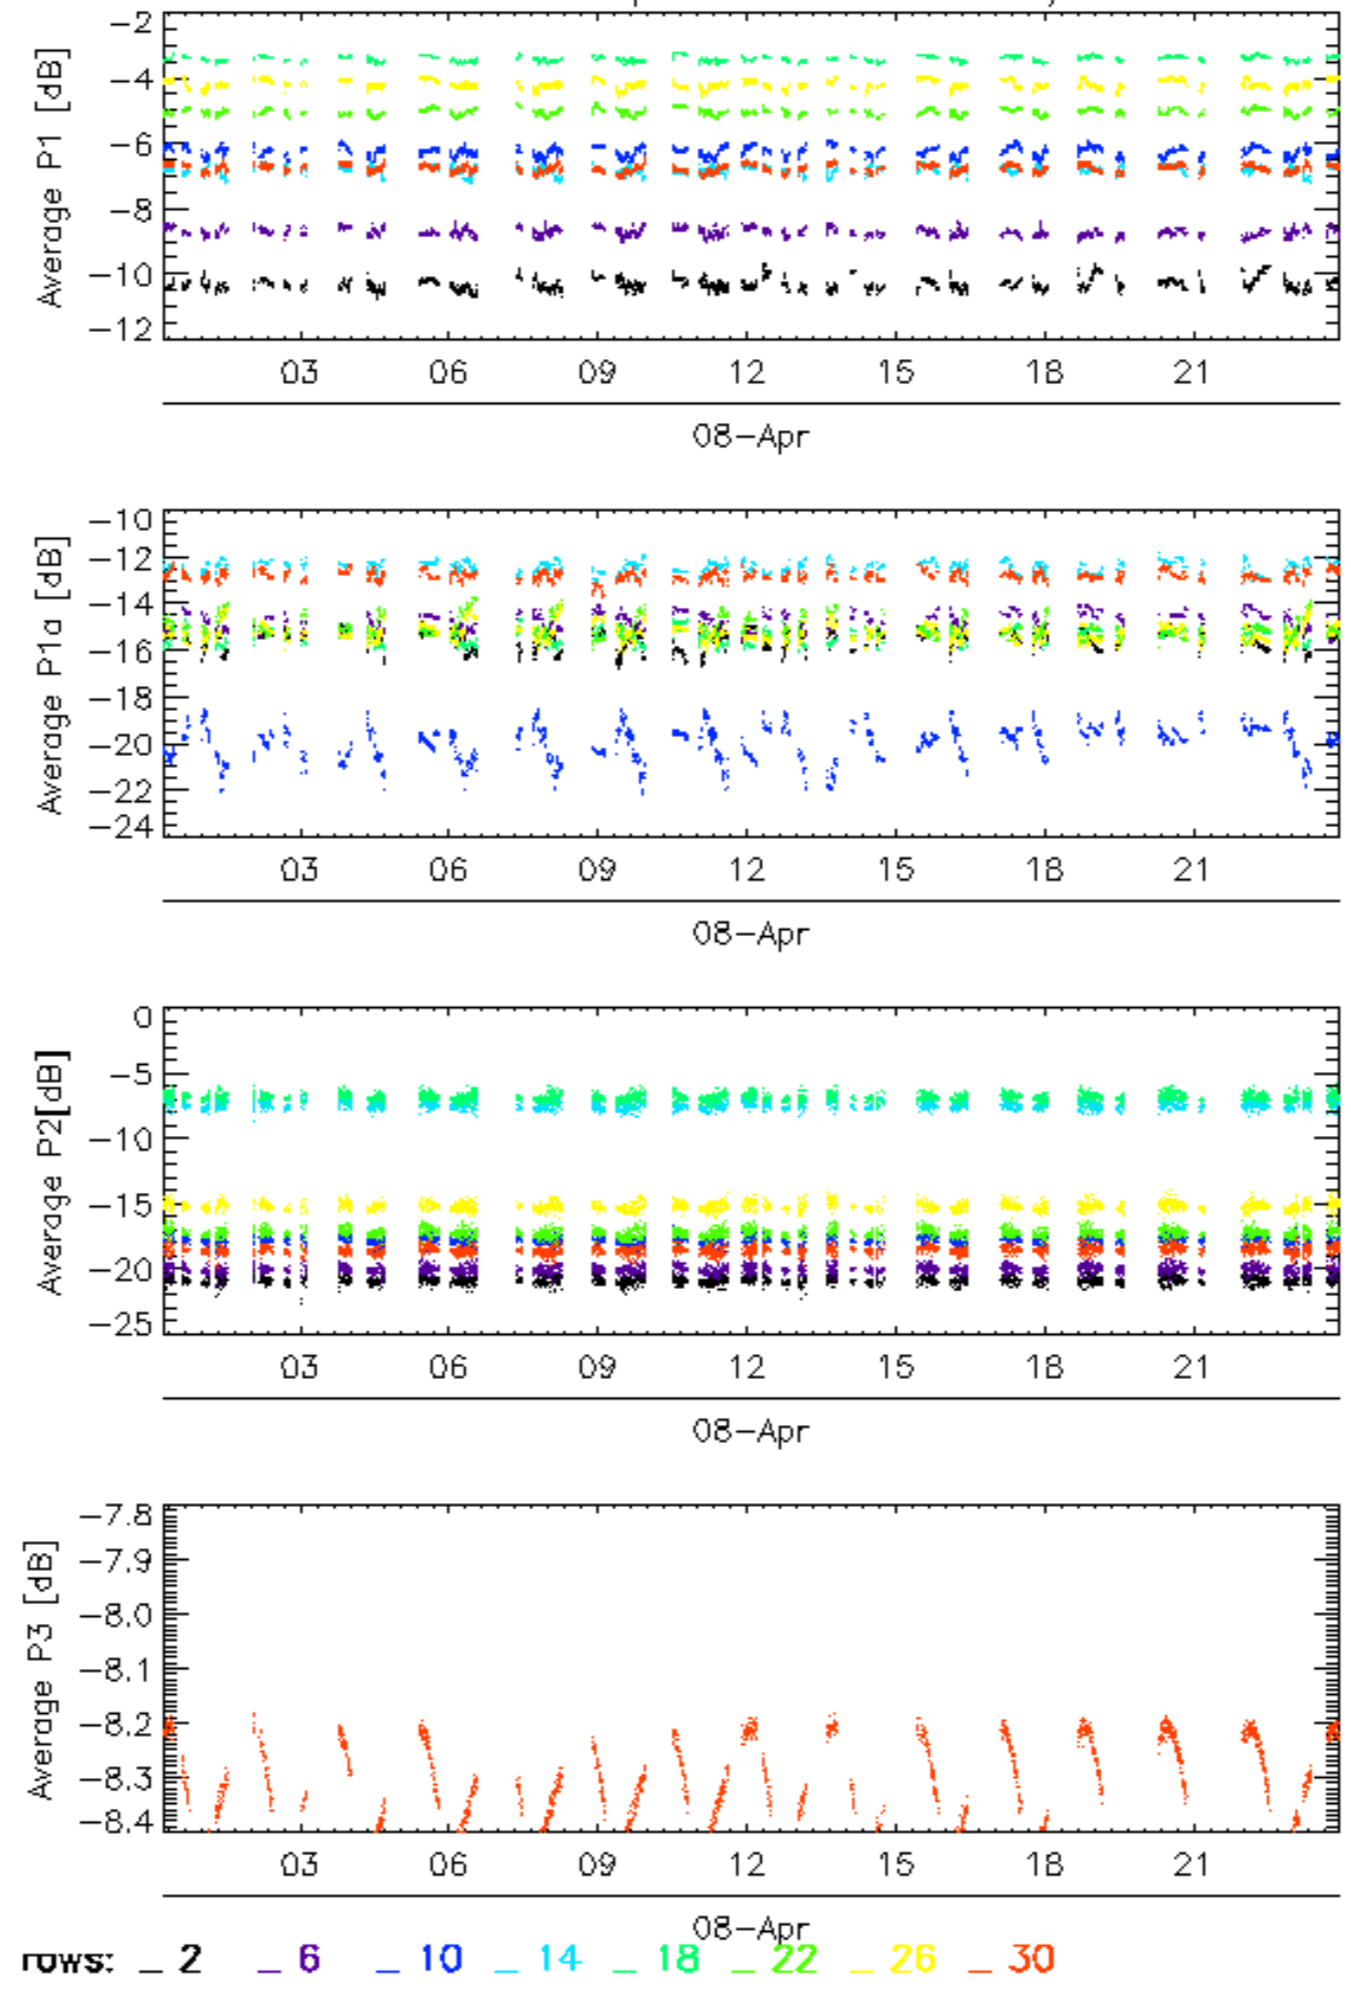 -2
-4
-6
-8
-10
-12
Average P1 [dB]
03 06 09 12 15 18 21
08-Apr
-10
-12
-14
-16
-18
-20
-22
-24
Average P1a [dB]
03 06 09 12 15 18 21
08-Apr
0
-5
-10
-15
-20
-25
Average P2[dB]
03 06 09 12 15 18 21
08-Apr
-7.8
-7.9
-8.0
-8.1
-8.2
-8.3
-8.4
Average P3 [dB]
03 06 09 12 15 18 21
08-Apr
rows: _ 2 _ 6 _ 10 _ 14 _ 18 _ 22 _ 26 _ 30